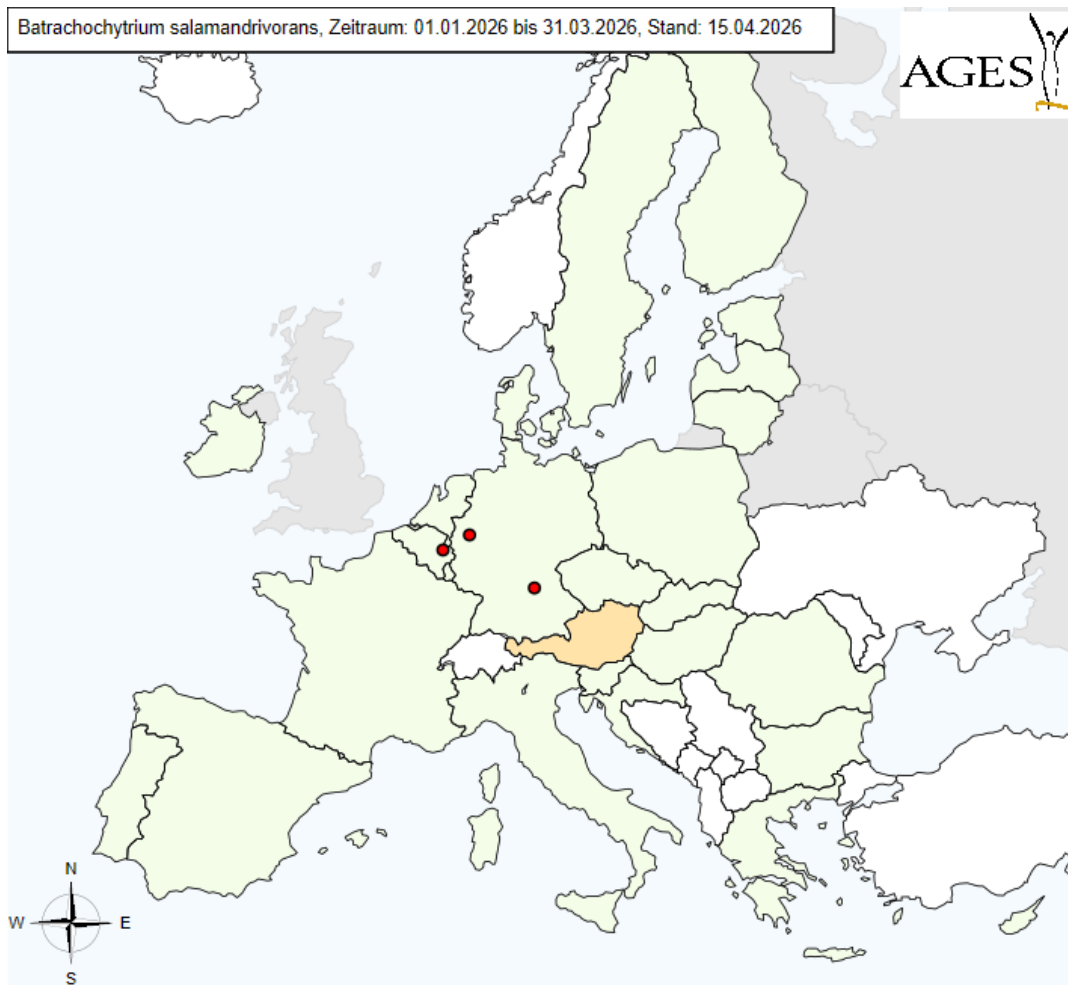 Batrachochytrium salamandrivorans, Zeitraum: 01.01.2026 bis 31.03.2026, Stand: 15.04.2026
AGES
N
W E
S